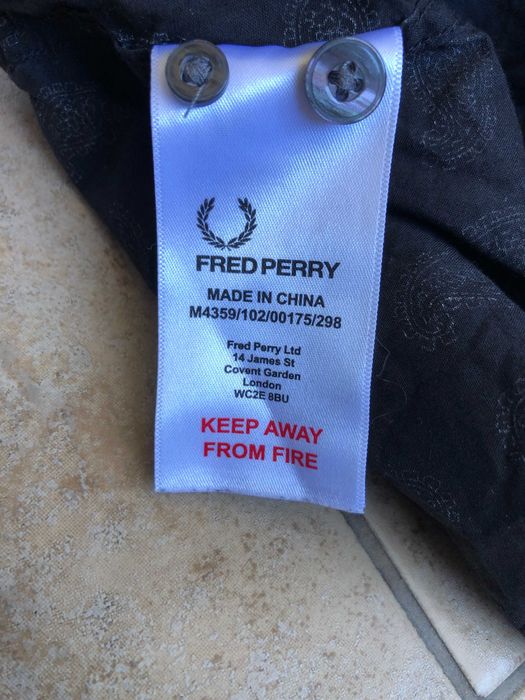 FRED PERRY
MADE IN CHINA
M4359/102/00175/298
Fred Perry Ltd
14 James St
Covent Garden
London
WC2E 8BU
KEEP AWAY
FROM FIRE